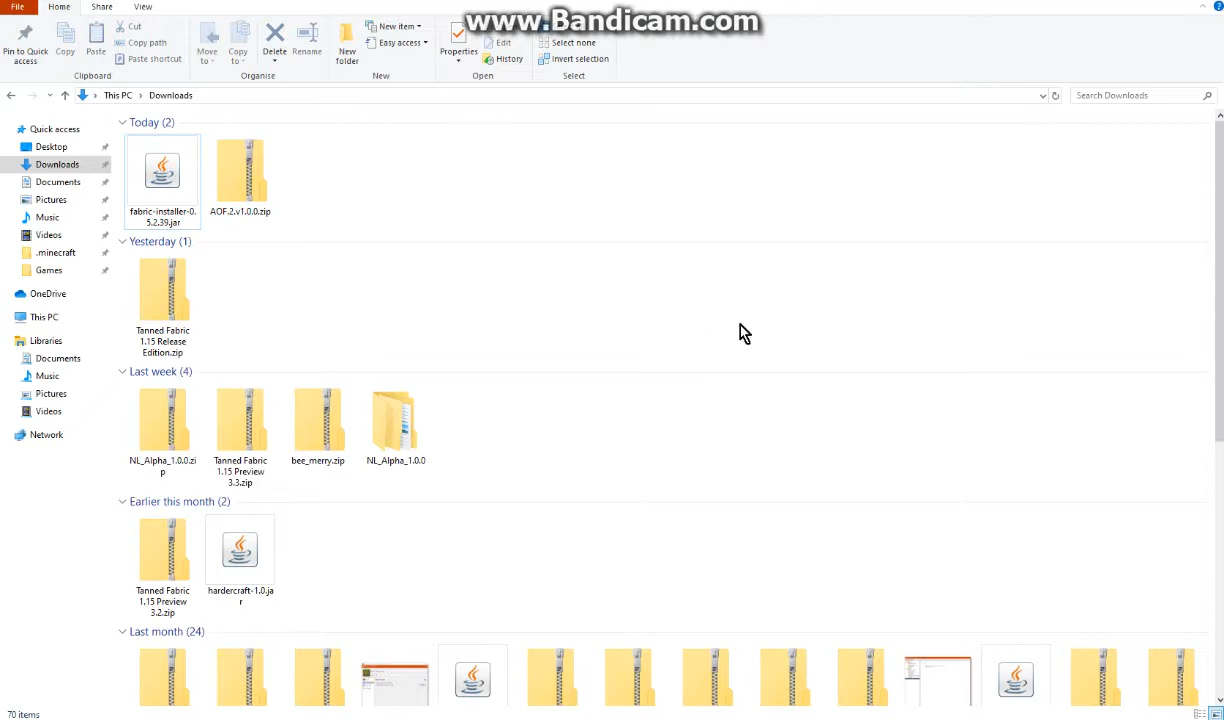 www.Bandicam.com
File Home Share View
Pin to Quick access
Copy
Paste
Cut
Copy path
Paste shortcut
Clipboard
Move to
Copy to
Delete
Rename
Organise
New folder
New item
Easy access
New
Properties
Edit
History
Open
Select none
Invert selection
Select
This PC > Downloads
Search Downloads
Quick access
Desktop
Downloads
Documents
Pictures
Music
Videos
.minecraft
Games
OneDrive
This PC
Libraries
Documents
Music
Pictures
Videos
Network
Today (2)
fabric-installer-0.
5.2.39.jar
AOF.2.v1.0.0.zip
Yesterday (1)
Tanned Fabric
1.15 Release
Edition.zip
Last week (4)
NL_Alpha_1.0.0.zi
p
Tanned Fabric
1.15 Preview
3.3.zip
bee_merry.zip
NL_Alpha_1.0.0
Earlier this month (2)
Tanned Fabric
1.15 Preview
3.2.zip
hardercraft-1.0.ja
r
Last month (24)
70 items